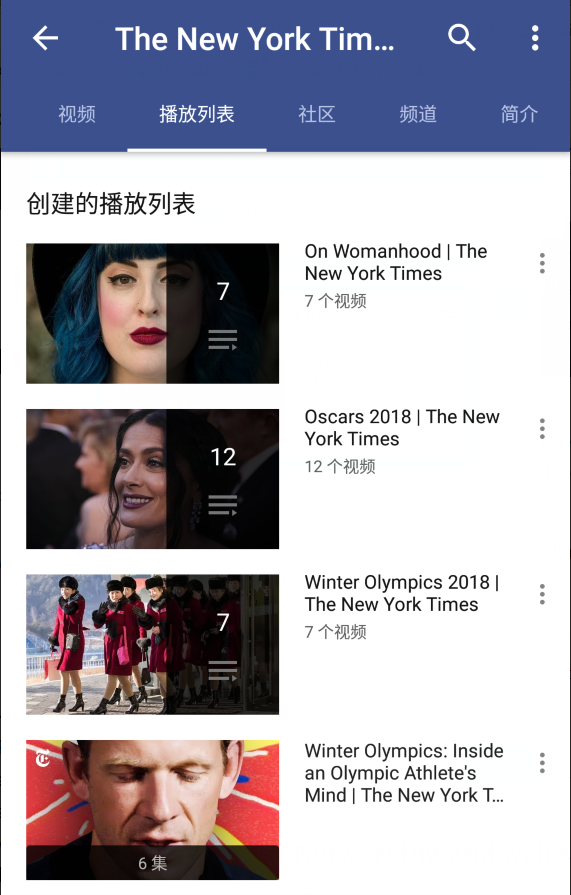 The New York Tim…
视频 播放列表 社区 频道 简介
创建的播放列表
7
On Womanhood | The
New York Times
7 个视频
12
Oscars 2018 | The New
York Times
12 个视频
7
Winter Olympics 2018 |
The New York Times
7 个视频
T
6 集
Winter Olympics: Inside
an Olympic Athlete's
Mind | The New York T…